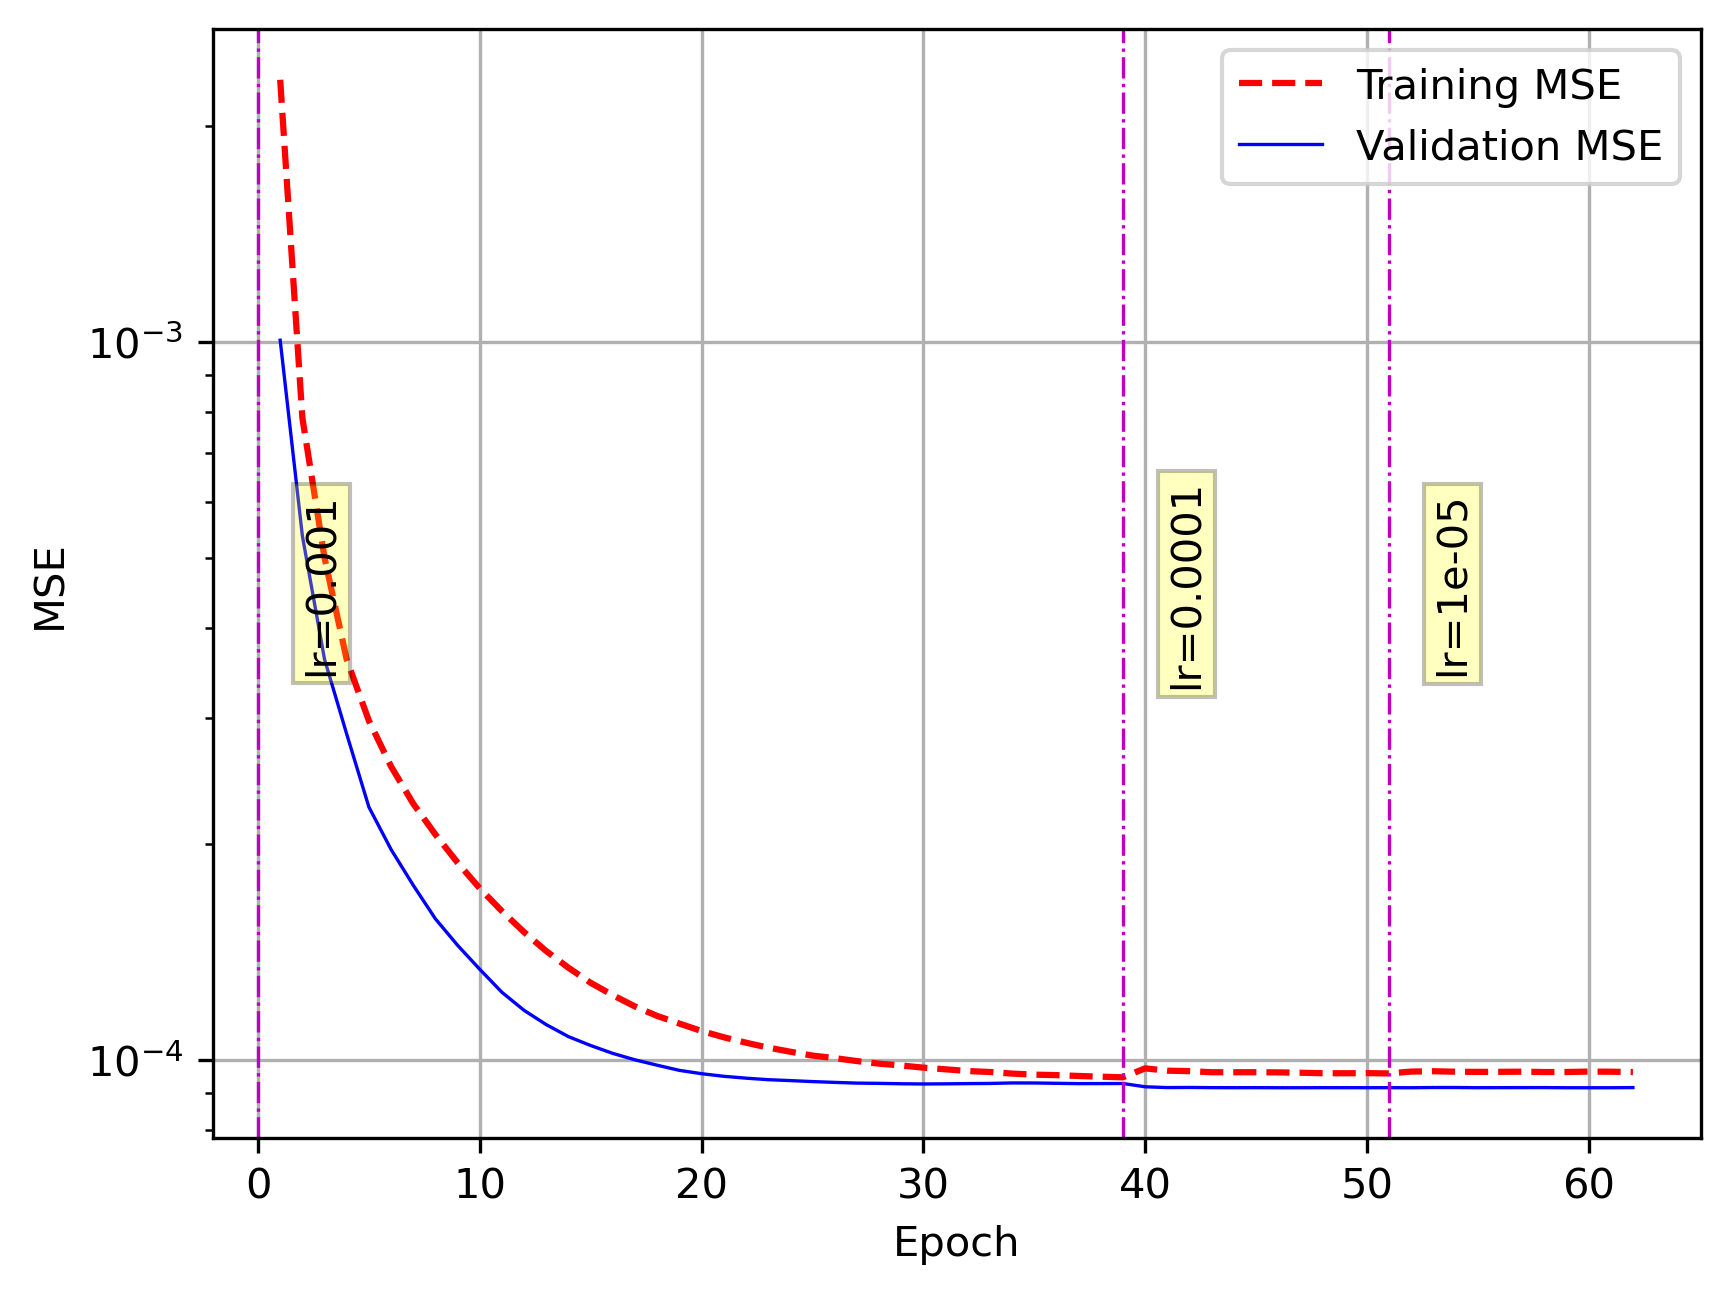 Training MSE
Validation MSE
10⁻³
10⁻⁴
MSE
lr=0.001
lr=0.0001
lr=1e-05
0 10 20 30 40 50 60
Epoch